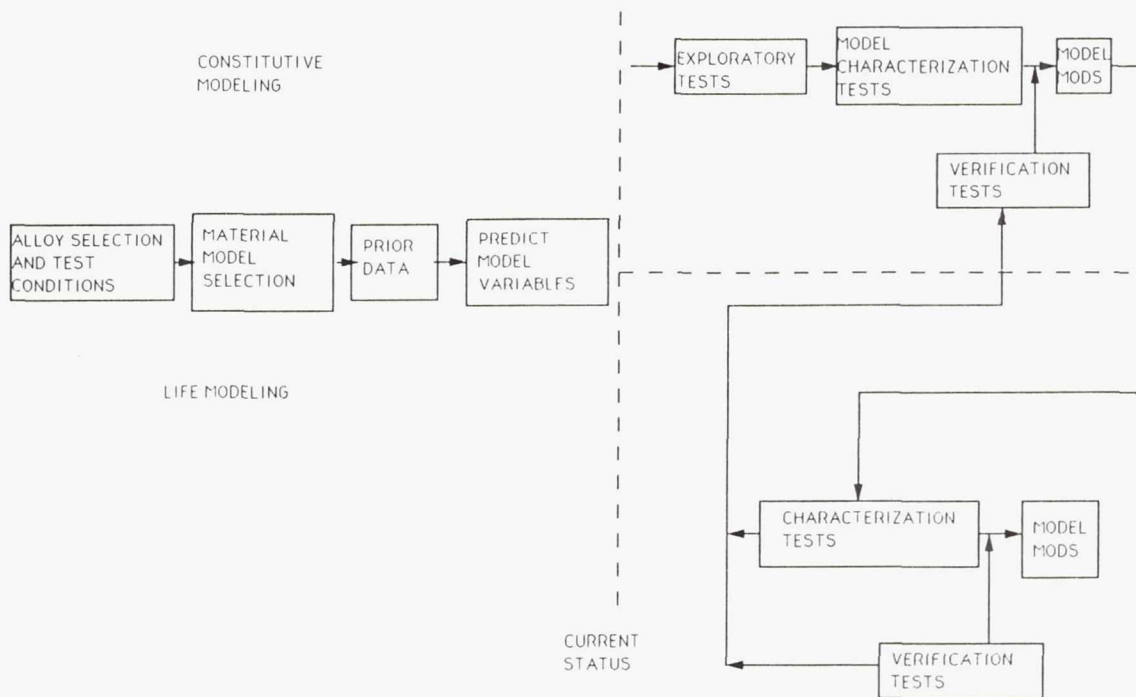 CONSTITUTIVE
MODELING
EXPLORATORY
TESTS
MODEL
CHARACTERIZATION
TESTS
MODEL
MODS
VERIFICATION
TESTS
ALLOY SELECTION
AND TEST
CONDITIONS
MATERIAL
MODEL
SELECTION
PRIOR
DATA
PREDICT
MODEL
VARIABLES
LIFE MODELING
CHARACTERIZATION
TESTS
MODEL
MODS
CURRENT
STATUS
VERIFICATION
TESTS